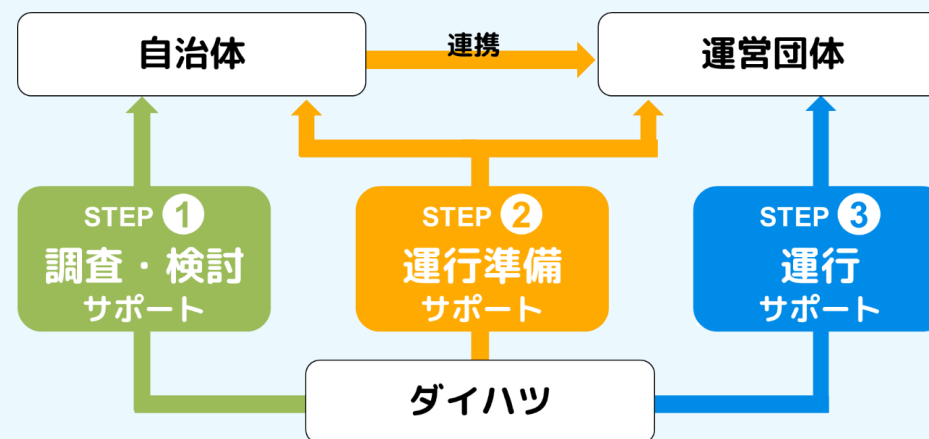 自治体
連携
運営団体
STEP 1
調査・検討
サポート
STEP 2
運行準備
サポート
STEP 3
運行
サポート
ダイハツ